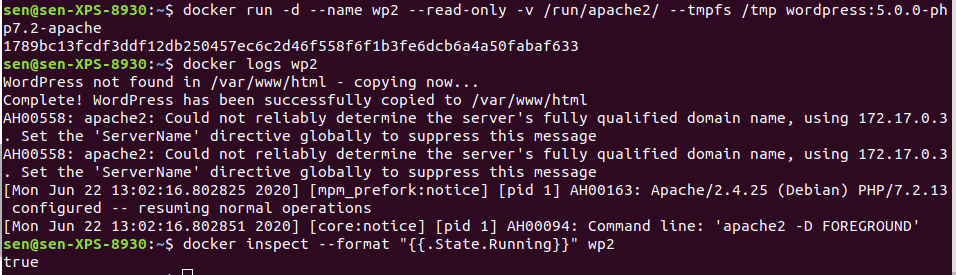 sen@sen-XPS-8930:~$ docker run -d --name wp2 --read-only -v /run/apache2/ --tmpfs /tmp wordpress:5.0.0-ph
p7.2-apache
1789bc13fcdf3ddf12db250457ec6c2d46f558f6f1b3fe6dcb6a4a50fabaf633
sen@sen-XPS-8930:~$ docker logs wp2
WordPress not found in /var/www/html - copying now...
Complete! WordPress has been successfully copied to /var/www/html
AH00558: apache2: Could not reliably determine the server's fully qualified domain name, using 172.17.0.3
. Set the 'ServerName' directive globally to suppress this message
AH00558: apache2: Could not reliably determine the server's fully qualified domain name, using 172.17.0.3
. Set the 'ServerName' directive globally to suppress this message
[Mon Jun 22 13:02:16.802825 2020] [mpm_prefork:notice] [pid 1] AH00163: Apache/2.4.25 (Debian) PHP/7.2.13
 configured -- resuming normal operations
[Mon Jun 22 13:02:16.802851 2020] [core:notice] [pid 1] AH00094: Command line: 'apache2 -D FOREGROUND'
sen@sen-XPS-8930:~$ docker inspect --format "{{.State.Running}}" wp2
true